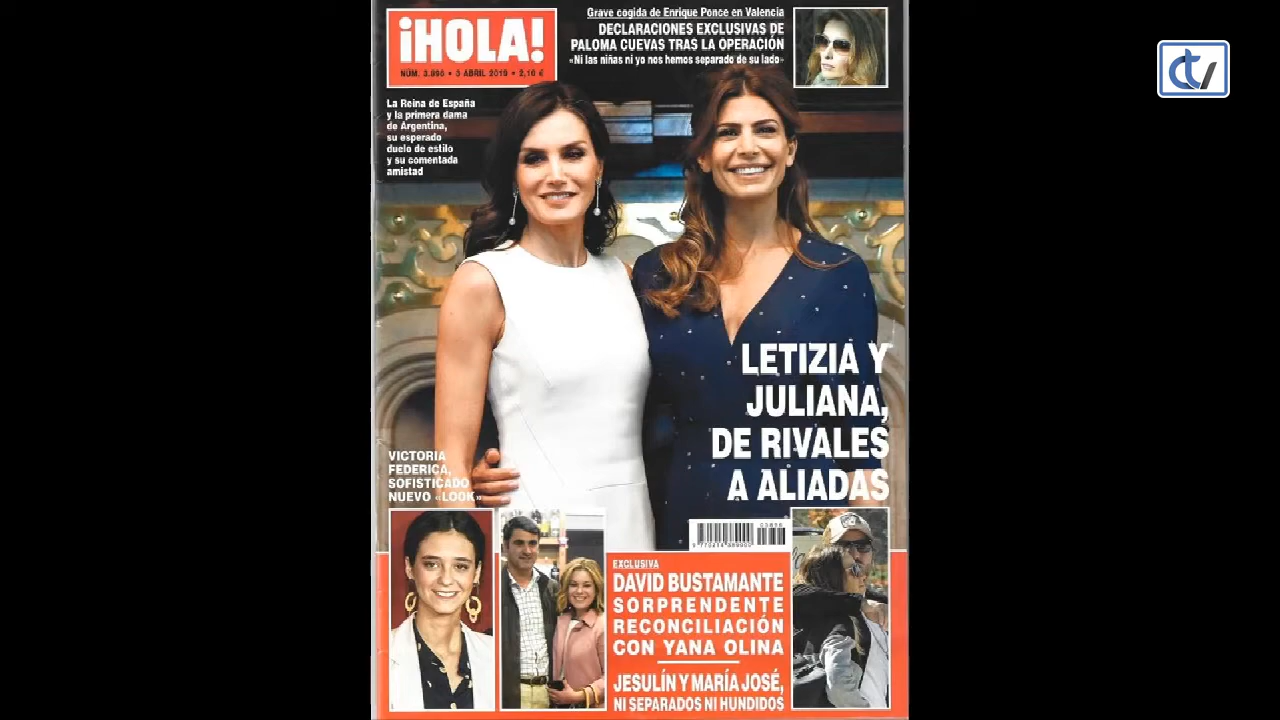 ¡HOLA!
NÚM. 3.896 • 3 ABRIL 2019 • 2,10 €
Grave cogida de Enrique Ponce en Valencia
DECLARACIONES EXCLUSIVAS DE
PALOMA CUEVAS TRAS LA OPERACIÓN
«Ni las niñas ni yo nos hemos separado de su lado»
La Reina de España
y la primera dama
de Argentina,
su esperado
duelo de estilo
y su comentada
amistad
LETIZIA Y
JULIANA,
DE RIVALES
A ALIADAS
VICTORIA
FEDERICA,
SOFISTICADO
NUEVO «LOOK»
EXCLUSIVA
DAVID BUSTAMANTE
SORPRENDENTE
RECONCILIACIÓN
CON YANA OLINA
JESULÍN Y MARÍA JOSÉ,
NI SEPARADOS NI HUNDIDOS
ctv